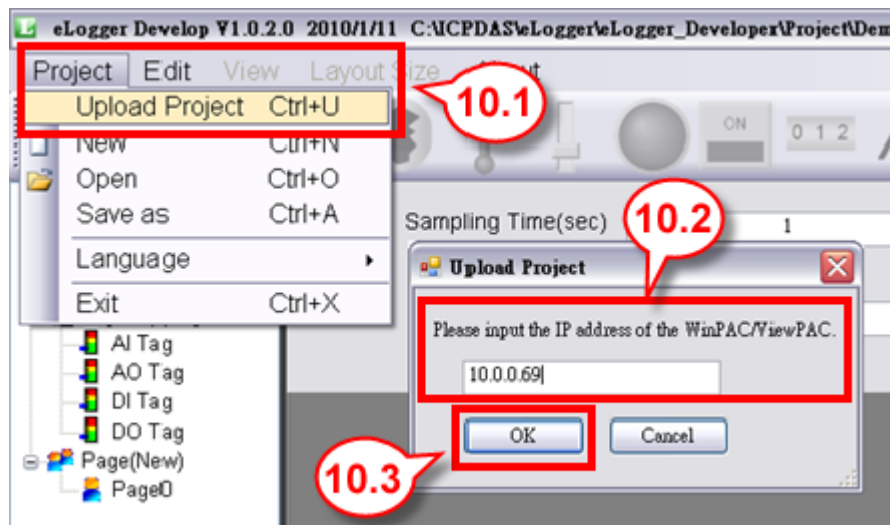 eLogger Develop V1.0.2.0 2010/1/11 C:\ICPDAS\eLogger\eLogger_Developer\Project\Dem
Project Edit View Layout Size
10.1
Upload Project Ctrl+U
New Ctrl+N
Open Ctrl+O
Save as Ctrl+A
Language
Exit Ctrl+X
ON
0 1 2
Sampling Time(sec) 1
10.2
Upload Project
Please input the IP address of the WinPAC/ViewPAC.
10.0.0.69
OK Cancel
10.3
AI Tag
AO Tag
DI Tag
DO Tag
Page(New)
Page0